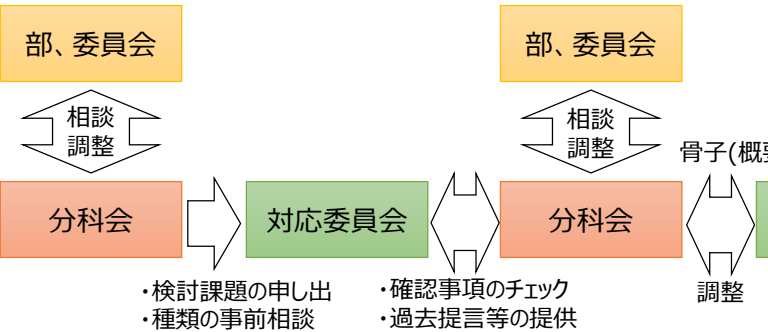 部、委員会
部、委員会
相談
調整
相談
調整
骨子(概要
分科会
対応委員会
分科会
・検討課題の申し出
・種類の事前相談
・確認事項のチェック
・過去提言等の提供
調整